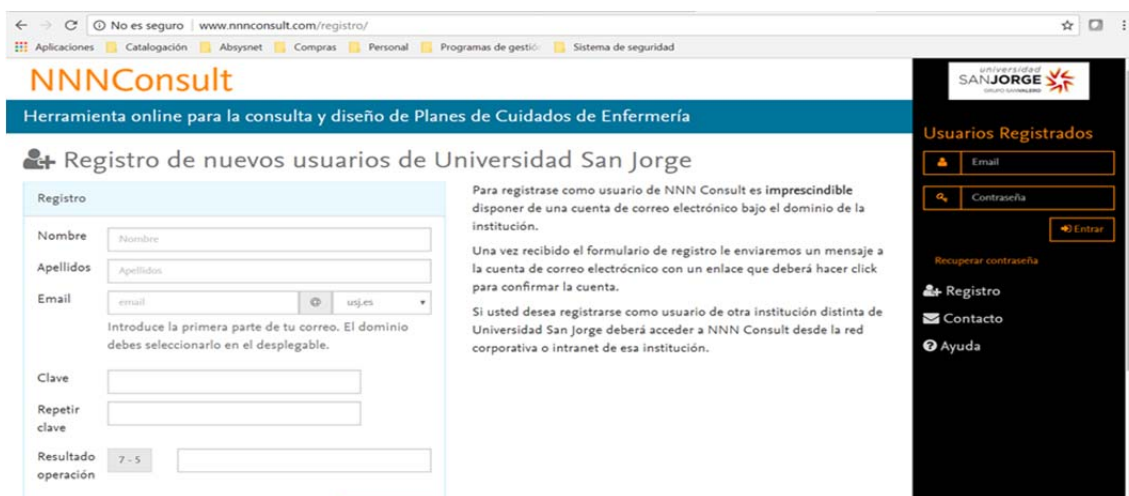 No es seguro | www.nnnconsult.com/registro/
Aplicaciones Catalogación Absysnet Compras Personal Programas de gestió Sistema de seguridad
NNNConsult
Herramienta online para la consulta y diseño de Planes de Cuidados de Enfermería
Registro de nuevos usuarios de Universidad San Jorge
Registro
Nombre
Nombre
Apellidos
Apellidos
Email
email @ usj.es
Introduce la primera parte de tu correo. El dominio
debes seleccionarlo en el desplegable.
Clave
Repetir
clave
Resultado
operación
7 - 5
Para registrase como usuario de NNN Consult es imprescindible
disponer de una cuenta de correo electrónico bajo el dominio de la
institución.
Una vez recibido el formulario de registro le enviaremos un mensaje a
la cuenta de correo electrócnico con un enlace que deberá hacer click
para confirmar la cuenta.
Si usted desea registrarse como usuario de otra institución distinta de
Universidad San Jorge deberá acceder a NNN Consult desde la red
corporativa o intranet de esa institución.
universidad
SANJORGE
GRUPO SANVALERO
Usuarios Registrados
Email
Contraseña
Entrar
Recuperar contraseña
Registro
Contacto
Ayuda